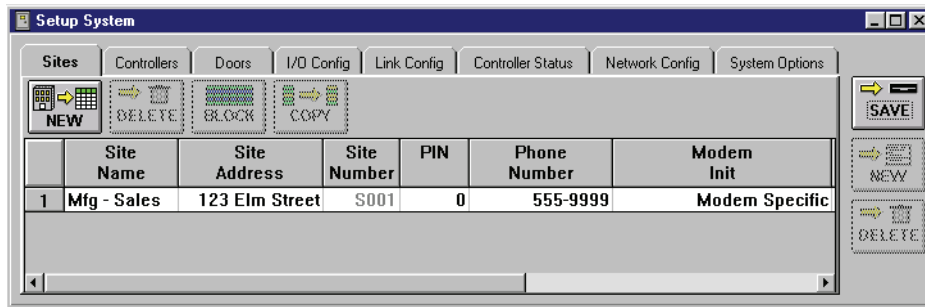 Setup System
Sites Controllers Doors I/O Config Link Config Controller Status Network Config System Options
NEW DELETE BLOCK COPY
SAVE
NEW
DELETE
Site Name Site Address Site Number PIN Phone Number Modem Init
1 Mfg - Sales 123 Elm Street S001 0 555-9999 Modem Specific